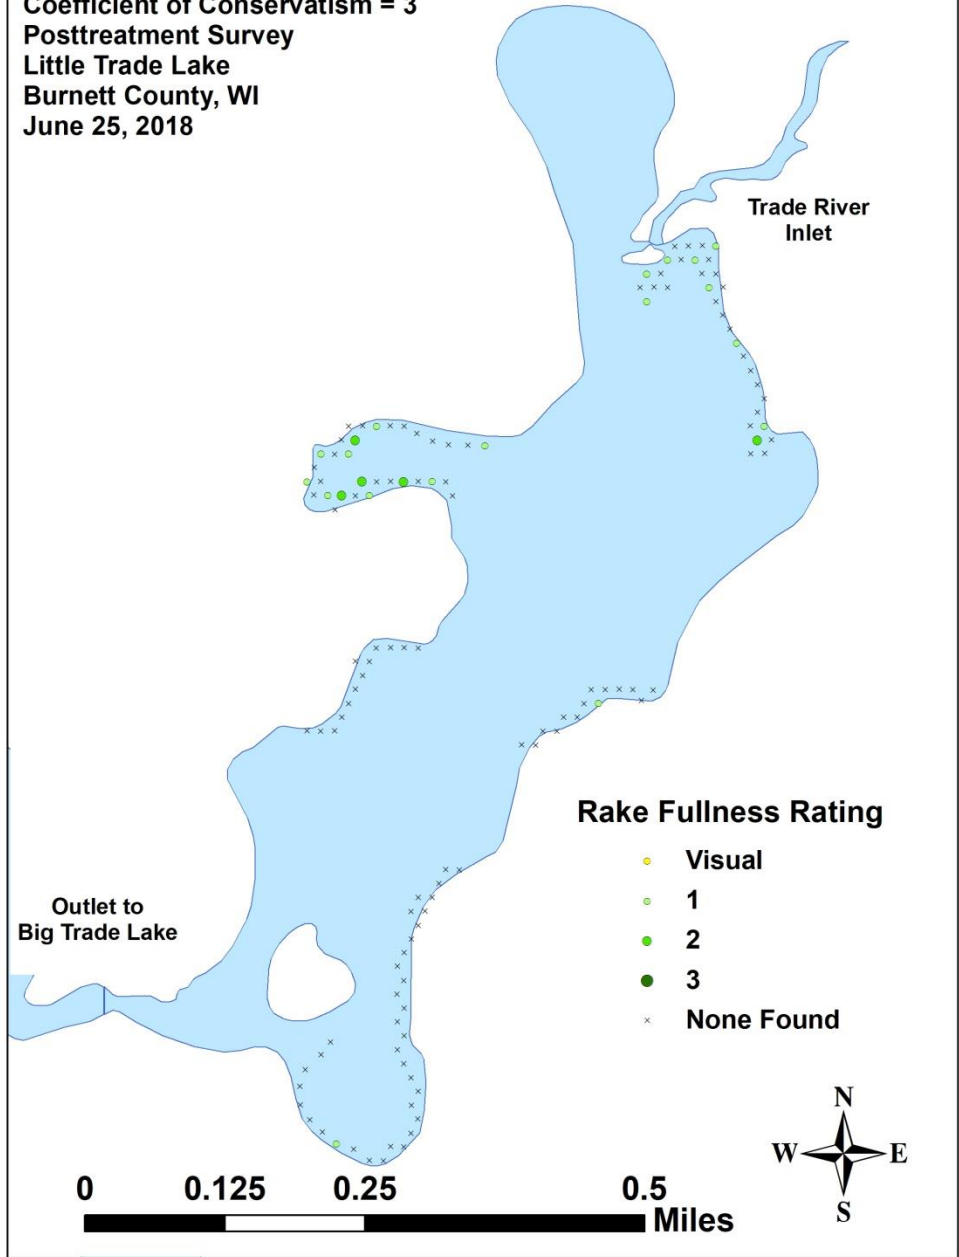 Coefficient of Conservatism = 3
Posttreatment Survey
Little Trade Lake
Burnett County, WI
June 25, 2018
Trade River
Inlet
Rake Fullness Rating
Visual
1
2
3
None Found
Outlet to
Big Trade Lake
N
W E
S
0 0.125 0.25 0.5
Miles